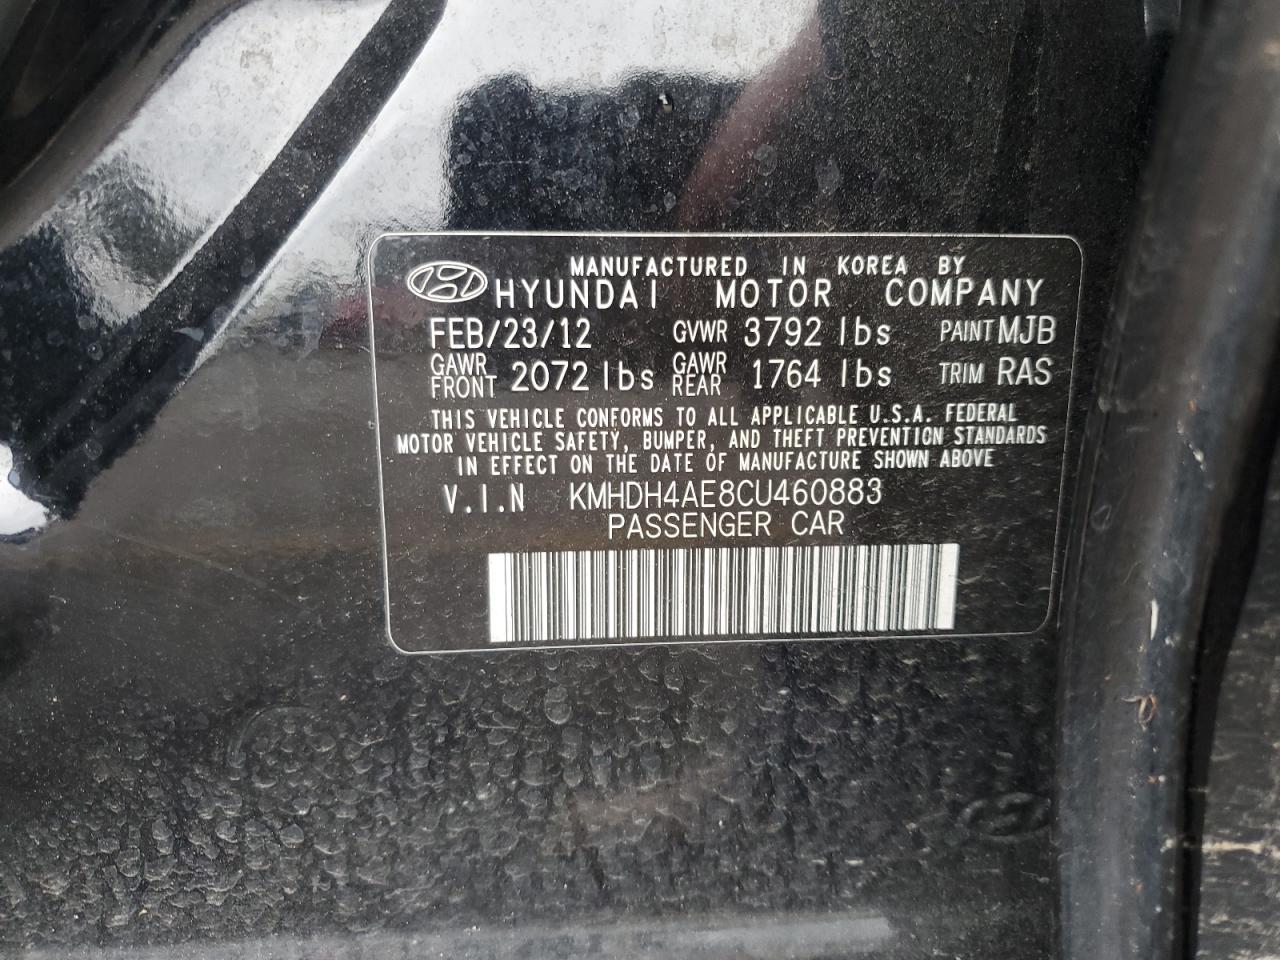 MANUFACTURED IN KOREA BY
HYUNDAI MOTOR COMPANY
FEB/23/12 GVWR 3792 lbs PAINT MJB
GAWR FRONT 2072 lbs GAWR REAR 1764 lbs TRIM RAS
THIS VEHICLE CONFORMS TO ALL APPLICABLE U.S.A. FEDERAL
MOTOR VEHICLE SAFETY, BUMPER, AND THEFT PREVENTION STANDARDS
IN EFFECT ON THE DATE OF MANUFACTURE SHOWN ABOVE
V.I.N KMHDH4AE8CU460883
PASSENGER CAR